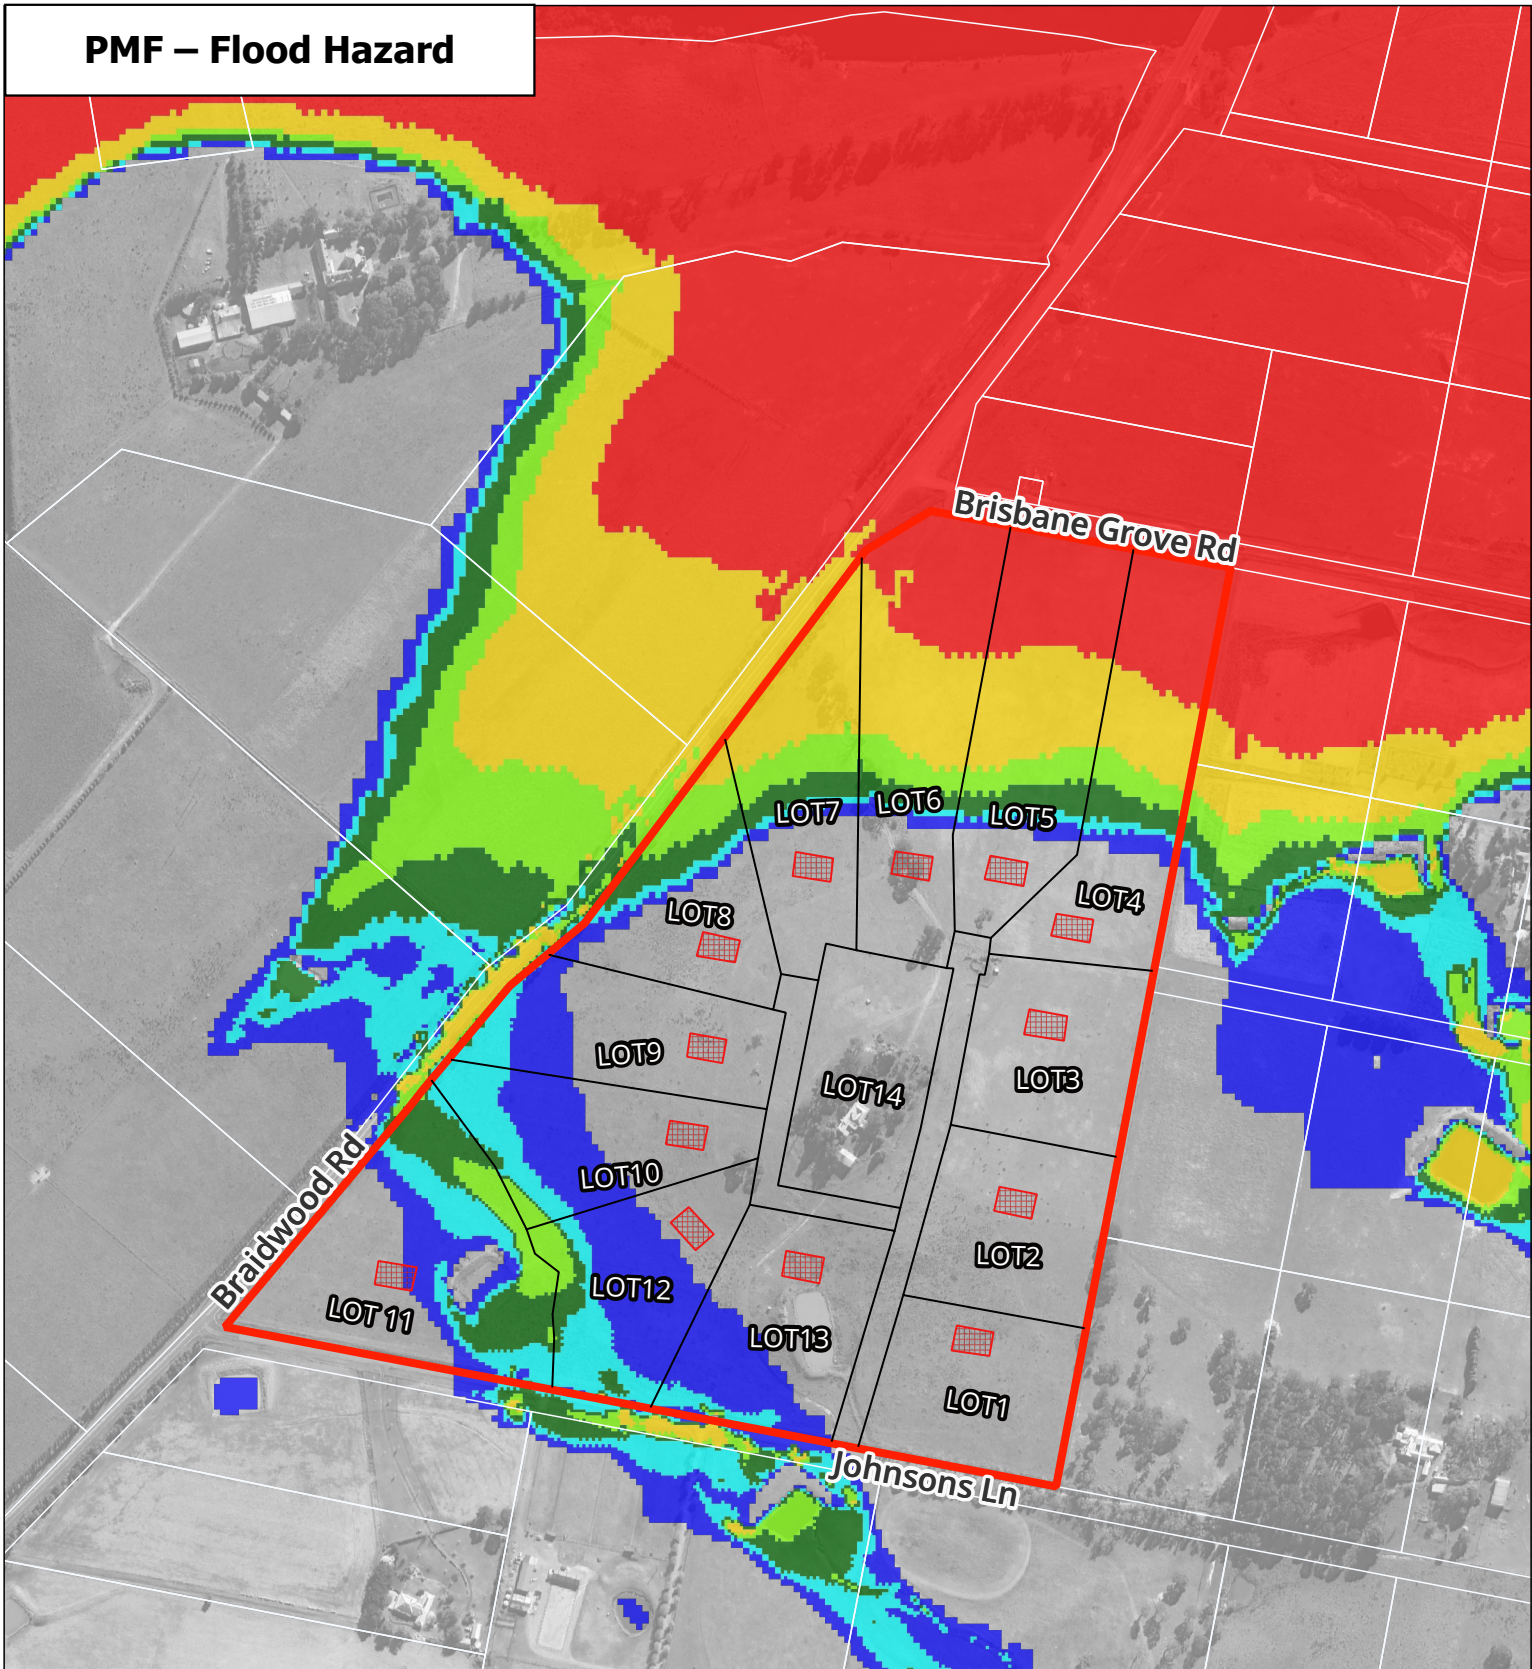 PMF – Flood Hazard
Brisbane Grove Rd
LOT7
LOT6
LOT5
LOT4
LOT8
LOT9
LOT3
LOT14
LOT10
LOT2
LOT12
LOT 11
LOT13
LOT1
Braidwood Rd
Johnsons Ln